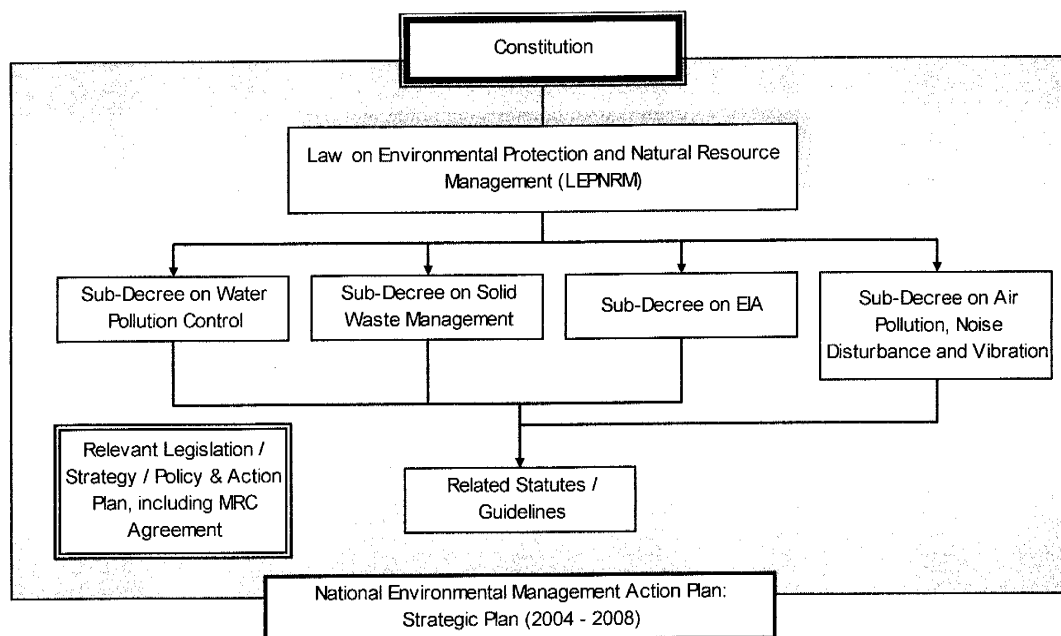 Constitution
Law on Environmental Protection and Natural Resource
Management (LEPNRM)
Sub-Decree on Water
Pollution Control
Sub-Decree on Solid
Waste Management
Sub-Decree on EIA
Sub-Decree on Air
Pollution, Noise
Disturbance and Vibration
Relevant Legislation /
Strategy / Policy & Action
Plan, including MRC
Agreement
Related Statutes /
Guidelines
National Environmental Management Action Plan:
Strategic Plan (2004 - 2008)